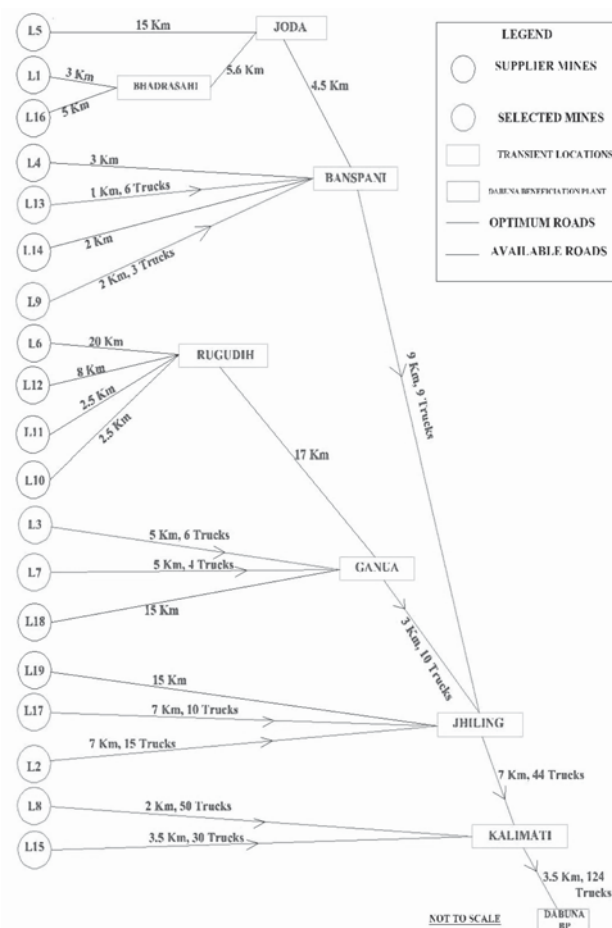 L5
15 Km
JODA
L1
3 Km
BHADRASAHI
5.6 Km
L16
5 Km
4.5 Km
L4
3 Km
BANSPANI
L13
1 Km, 6 Trucks
L14
2 Km
L9
2 Km, 3 Trucks
L6
20 Km
RUGUDIH
L12
8 Km
L11
2.5 Km
L10
2.5 Km
9 Km, 9 Trucks
17 Km
L3
5 Km, 6 Trucks
L7
5 Km, 4 Trucks
GANUA
L18
15 Km
3 Km, 10 Trucks
L19
15 Km
L17
7 Km, 10 Trucks
JHILING
L2
7 Km, 15 Trucks
7 Km, 44 Trucks
L8
2 Km, 50 Trucks
KALIMATI
L15
3.5 Km, 30 Trucks
3.5 Km, 124
Trucks
NOT TO SCALE
DABUNA
BP
LEGEND
SUPPLIER MINES
SELECTED MINES
TRANSIENT LOCATIONS
DABUNA BENEFICIATION PLANT
OPTIMUM ROADS
AVAILABLE ROADS